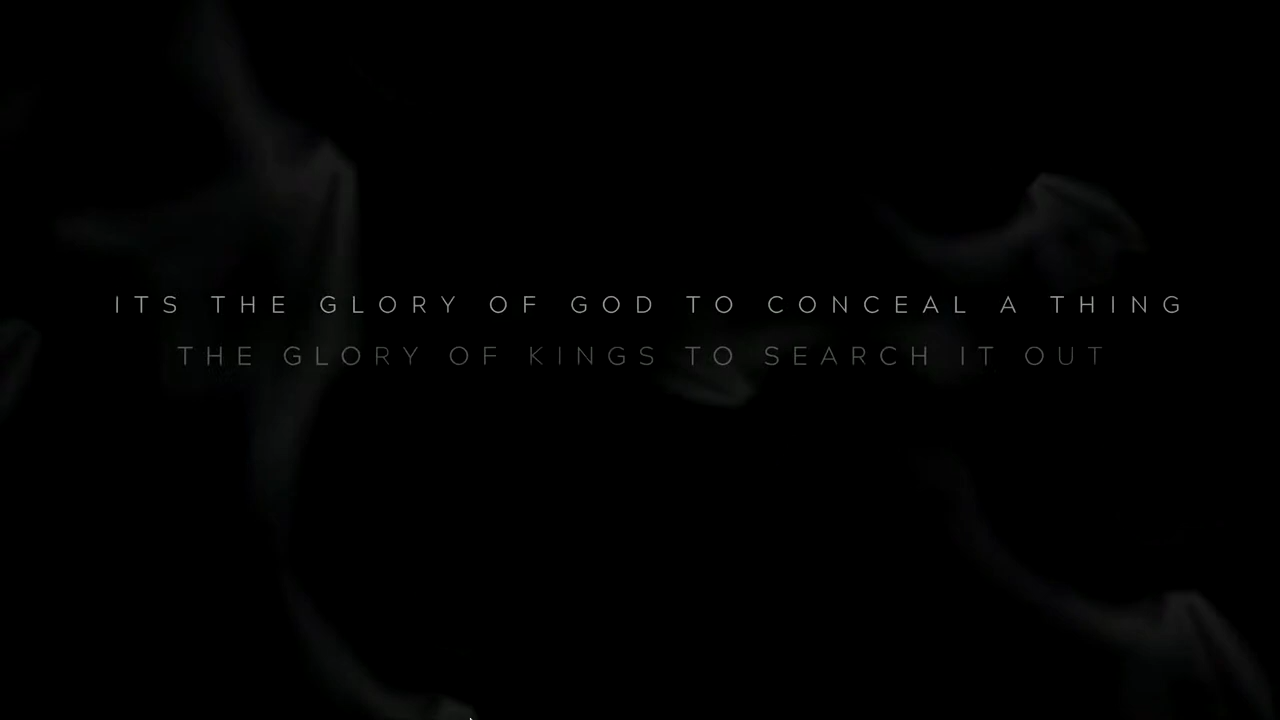 ITS THE GLORY OF GOD TO CONCEAL A THING
THE GLORY OF KINGS TO SEARCH IT OUT